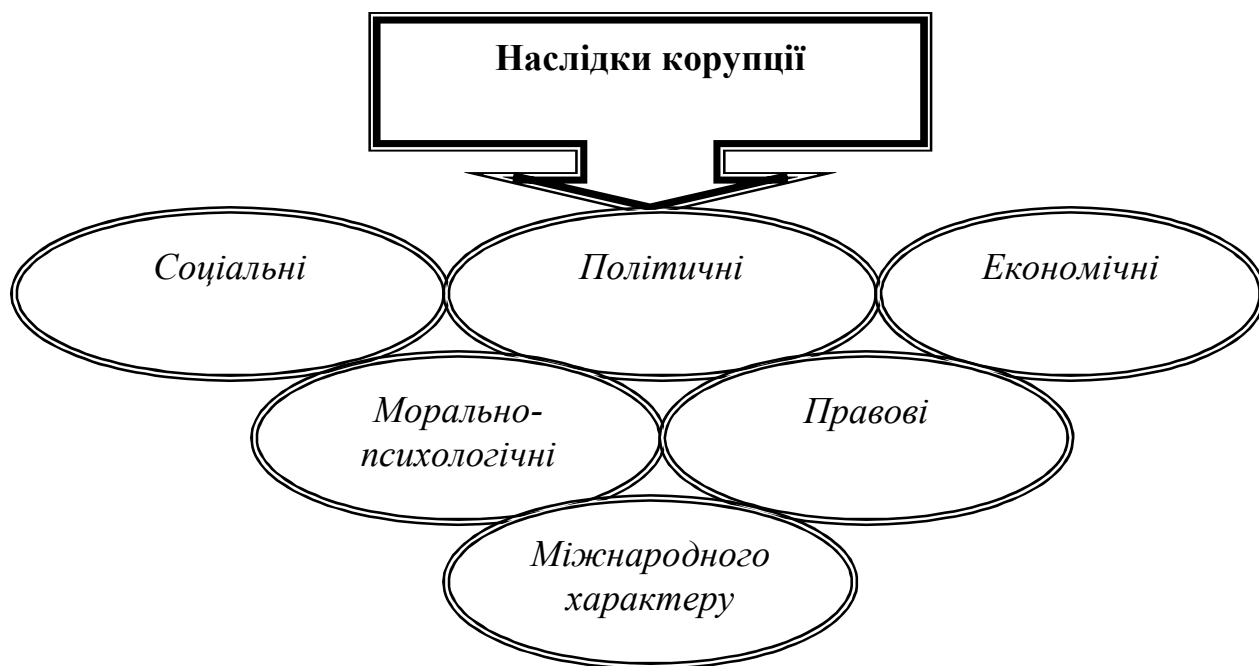 Наслідки корупції
Соціальні
Політичні
Економічні
Морально-
психологічні
Правові
Міжнародного
характеру